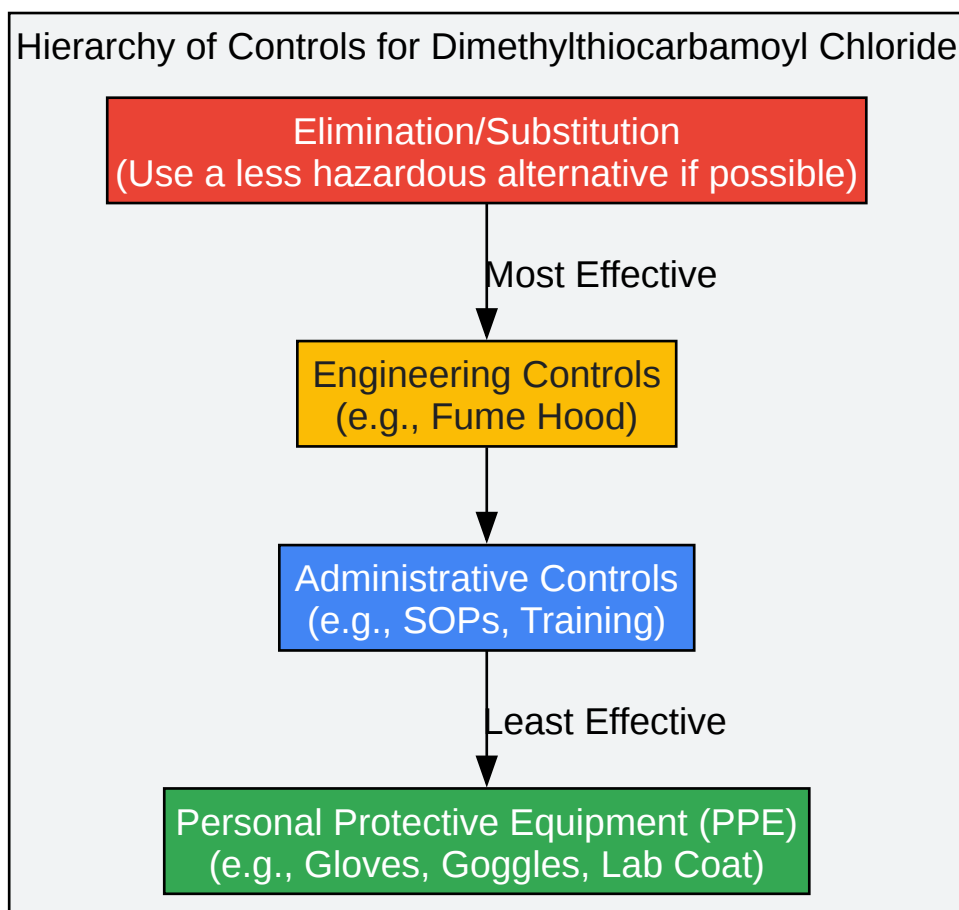 Hierarchy of Controls for Dimethylthiocarbamoyl Chloride
Elimination/Substitution
(Use a less hazardous alternative if possible)
Most Effective
Engineering Controls
(e.g., Fume Hood)
Administrative Controls
(e.g., SOPs, Training)
Least Effective
Personal Protective Equipment (PPE)
(e.g., Gloves, Goggles, Lab Coat)